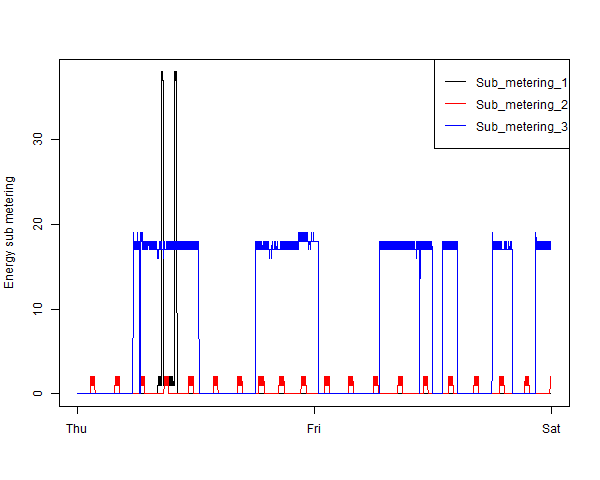 Sub_metering_1
Sub_metering_2
Sub_metering_3
Energy sub metering
30
20
10
0
Thu Fri Sat